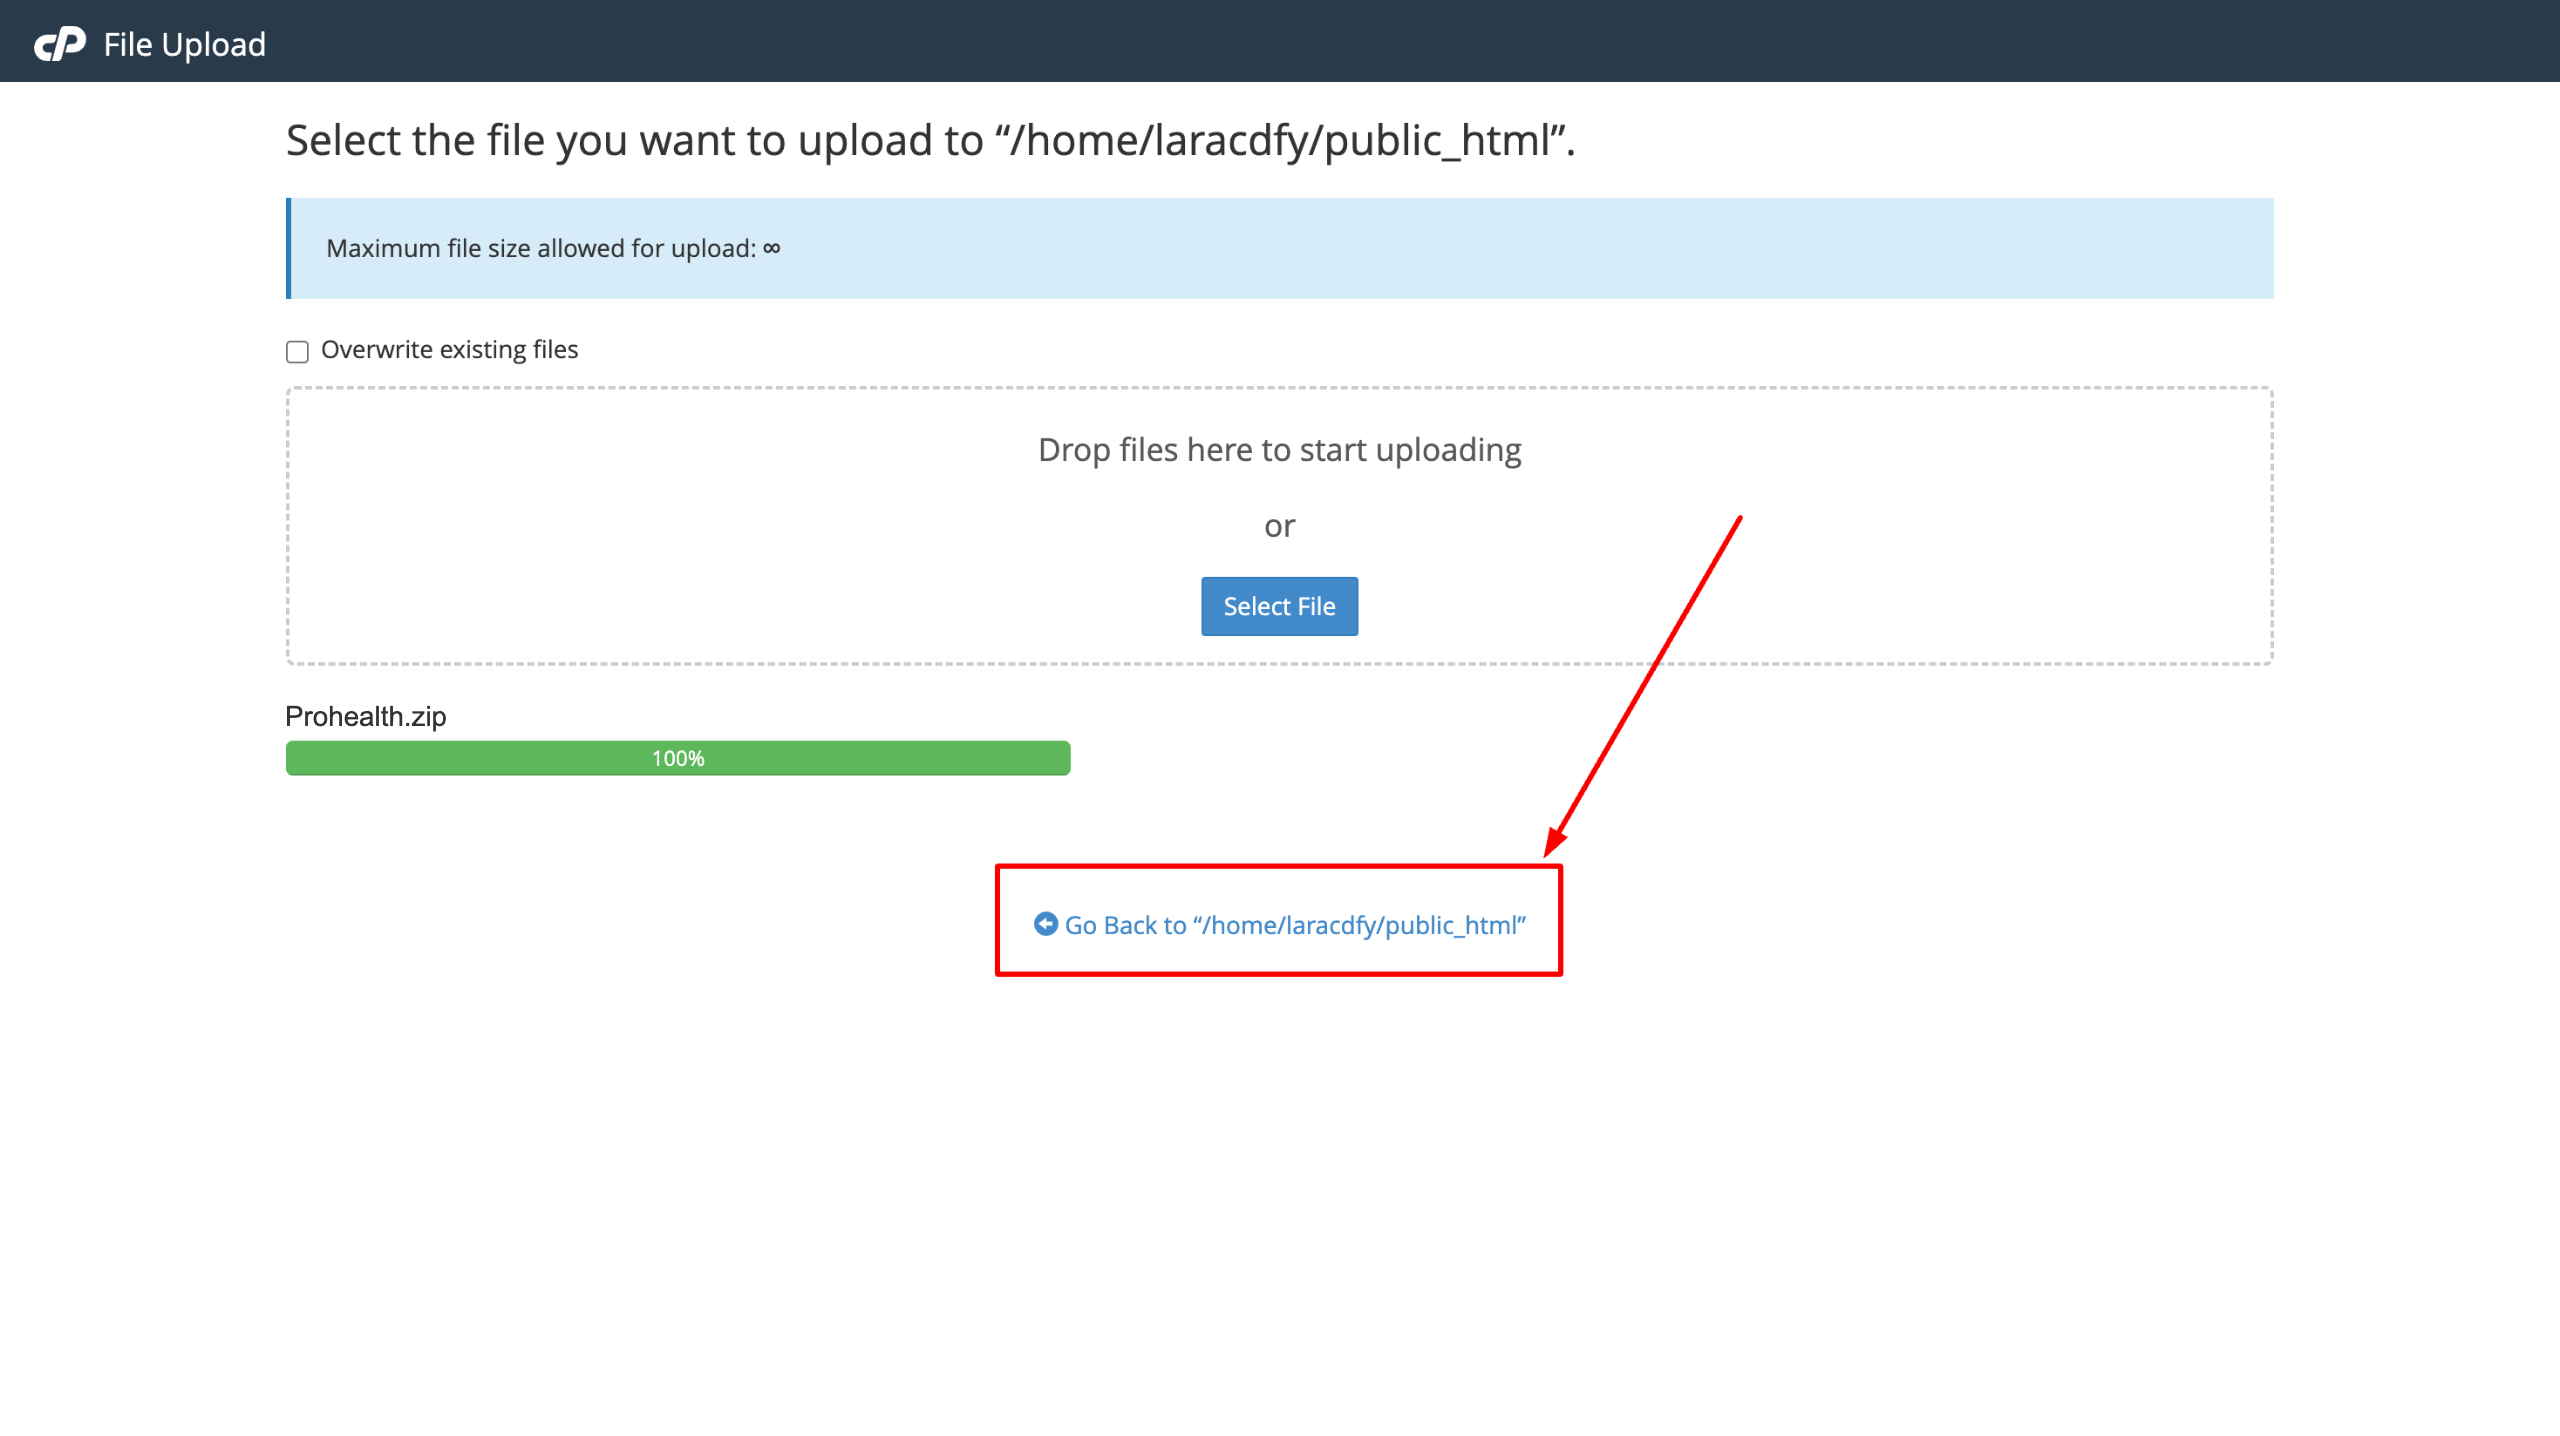 cP File Upload
Select the file you want to upload to “/home/laracdfy/public_html”.
Maximum file size allowed for upload: ∞
Overwrite existing files
Drop files here to start uploading
or
Select File
Prohealth.zip
100%
Go Back to “/home/laracdfy/public_html”